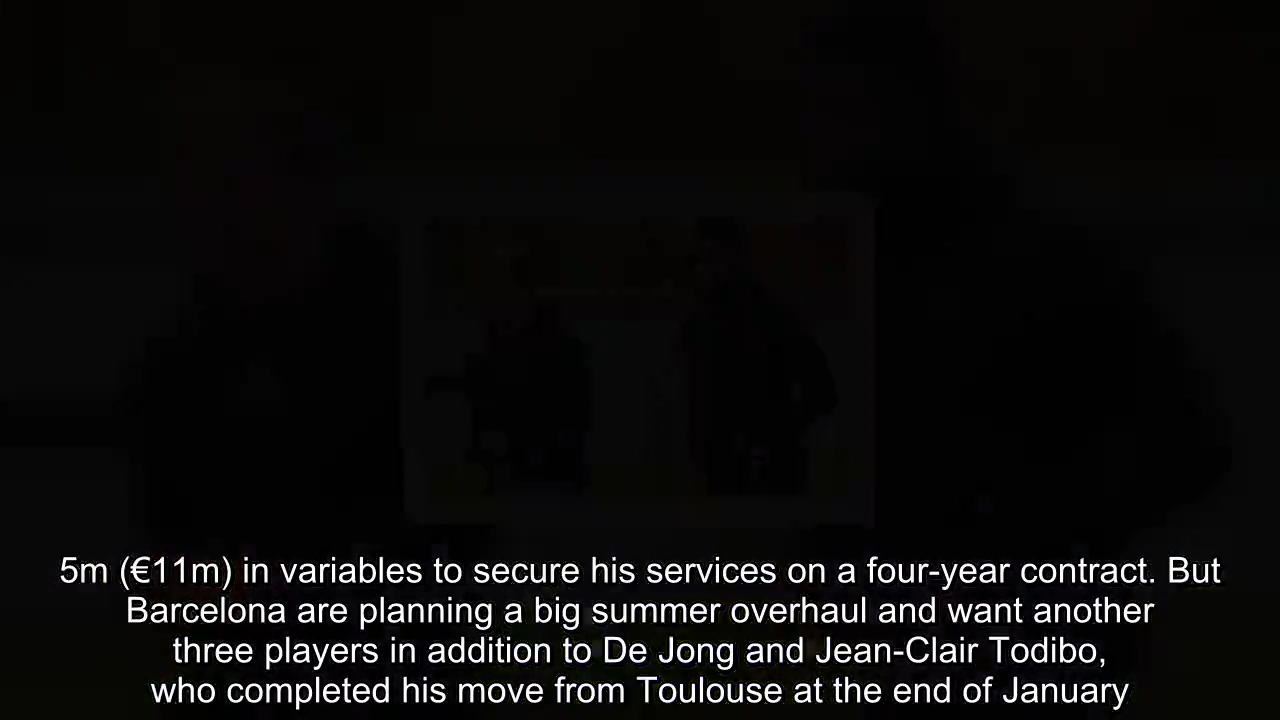 5m (€11m) in variables to secure his services on a four-year contract. But
Barcelona are planning a big summer overhaul and want another
three players in addition to De Jong and Jean-Clair Todibo,
who completed his move from Toulouse at the end of January